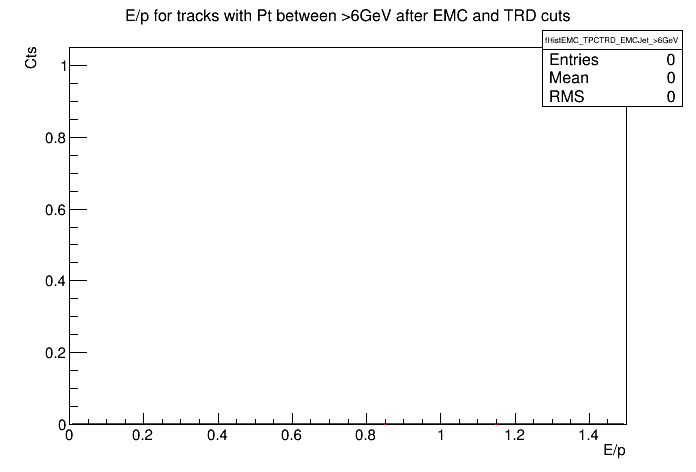 E/p for tracks with Pt between >6GeV after EMC and TRD cuts
fHistEMC_TPCTRD_EMCJet_>6GeV
Entries 0
Mean 0
RMS 0
Cts
1
0.8
0.6
0.4
0.2
0
0 0.2 0.4 0.6 0.8 1 1.2 1.4
E/p